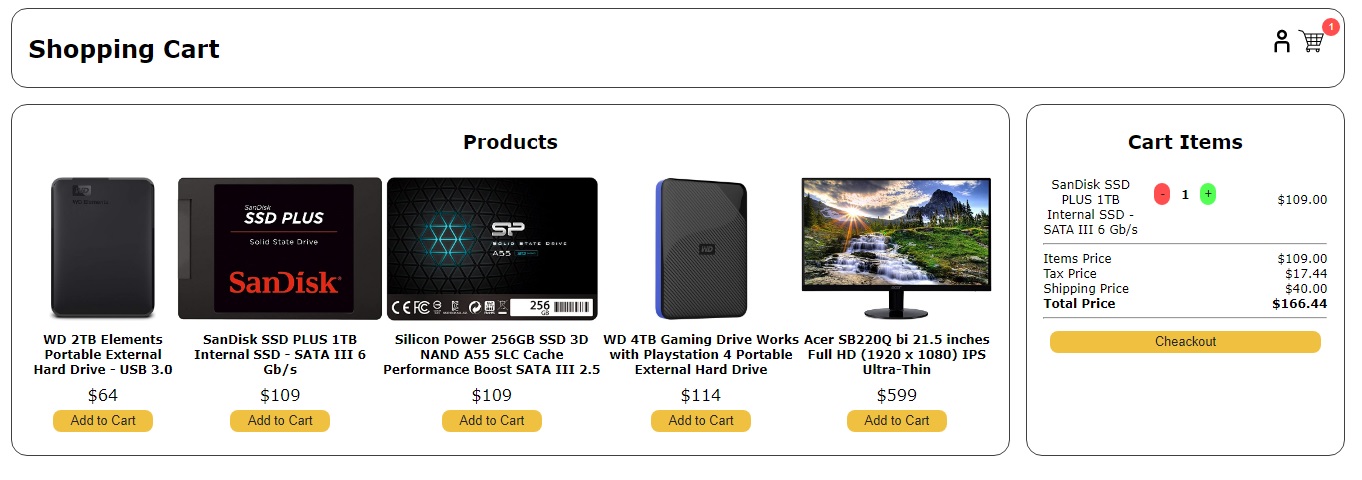 Shopping Cart
1
Products
WD
SanDisk
SSD PLUS
Solid State Drive
SanDisk
SP
SOLID STATE DRIVE
A55
256
GB
WD
WD 2TB Elements
Portable External
Hard Drive - USB 3.0
$64
Add to Cart
SanDisk SSD PLUS 1TB
Internal SSD - SATA III 6
Gb/s
$109
Add to Cart
Silicon Power 256GB SSD 3D
NAND A55 SLC Cache
Performance Boost SATA III 2.5
$109
Add to Cart
WD 4TB Gaming Drive Works
with Playstation 4 Portable
External Hard Drive
$114
Add to Cart
Acer SB220Q bi 21.5 inches
Full HD (1920 x 1080) IPS
Ultra-Thin
$599
Add to Cart
Cart Items
SanDisk SSD
PLUS 1TB
Internal SSD -
SATA III 6 Gb/s
- 1 + $109.00
Items Price $109.00
Tax Price $17.44
Shipping Price $40.00
Total Price $166.44
Cheackout